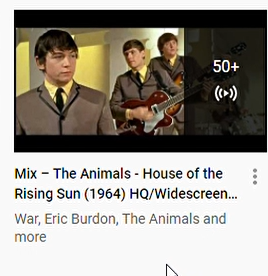 50+
Mix – The Animals - House of the
Rising Sun (1964) HQ/Widescreen...
War, Eric Burdon, The Animals and
more